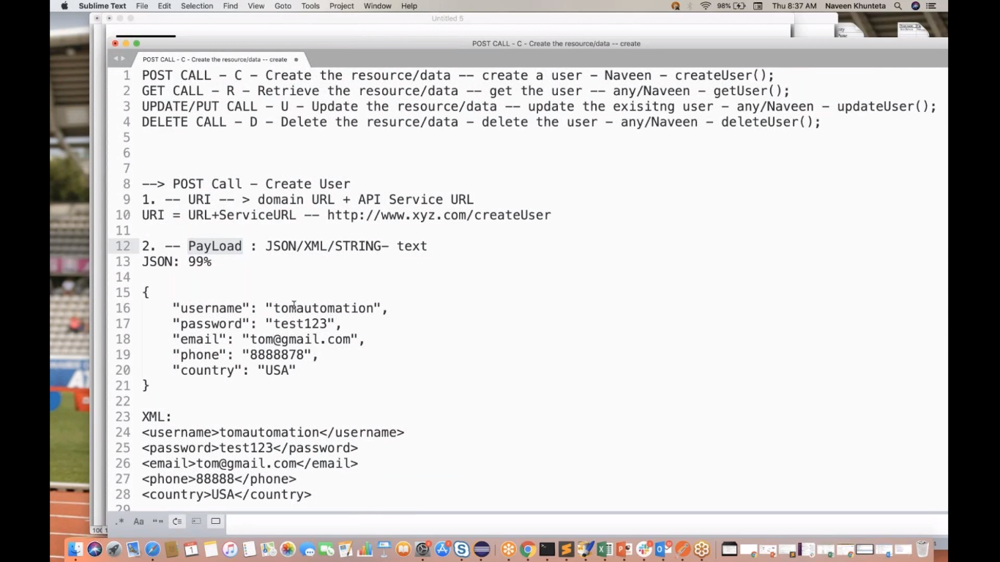 Sublime Text File Edit Selection Find View Goto Tools Project Window Help 98% Thu 8:37 AM Naveen Khunteta
Untitled 5
POST CALL - C - Create the resource/data -- create
POST CALL - C - Create the resource/data -- create
1 POST CALL - C - Create the resource/data -- create a user - Naveen - createUser();
2 GET CALL - R - Retrieve the resource/data -- get the user -- any/Naveen - getUser();
3 UPDATE/PUT CALL - U - Update the resource/data -- update the exisitng user - any/Naveen - updateUser();
4 DELETE CALL - D - Delete the resurce/data - delete the user - any/Naveen - deleteUser();
5
6
7
8 --> POST Call - Create User
9 1. -- URI -- > domain URL + API Service URL
10 URI = URL+ServiceURL -- http://www.xyz.com/createUser
11
12 2. -- PayLoad : JSON/XML/STRING- text
13 JSON: 99%
14
15 {
16 "username": "tomautomation",
17 "password": "test123",
18 "email": "tom@gmail.com",
19 "phone": "8888878",
20 "country": "USA"
21 }
22
23 XML:
24 <username>tomautomation</username>
25 <password>test123</password>
26 <email>tom@gmail.com</email>
27 <phone>88888</phone>
28 <country>USA</country>
29
.* Aa “”